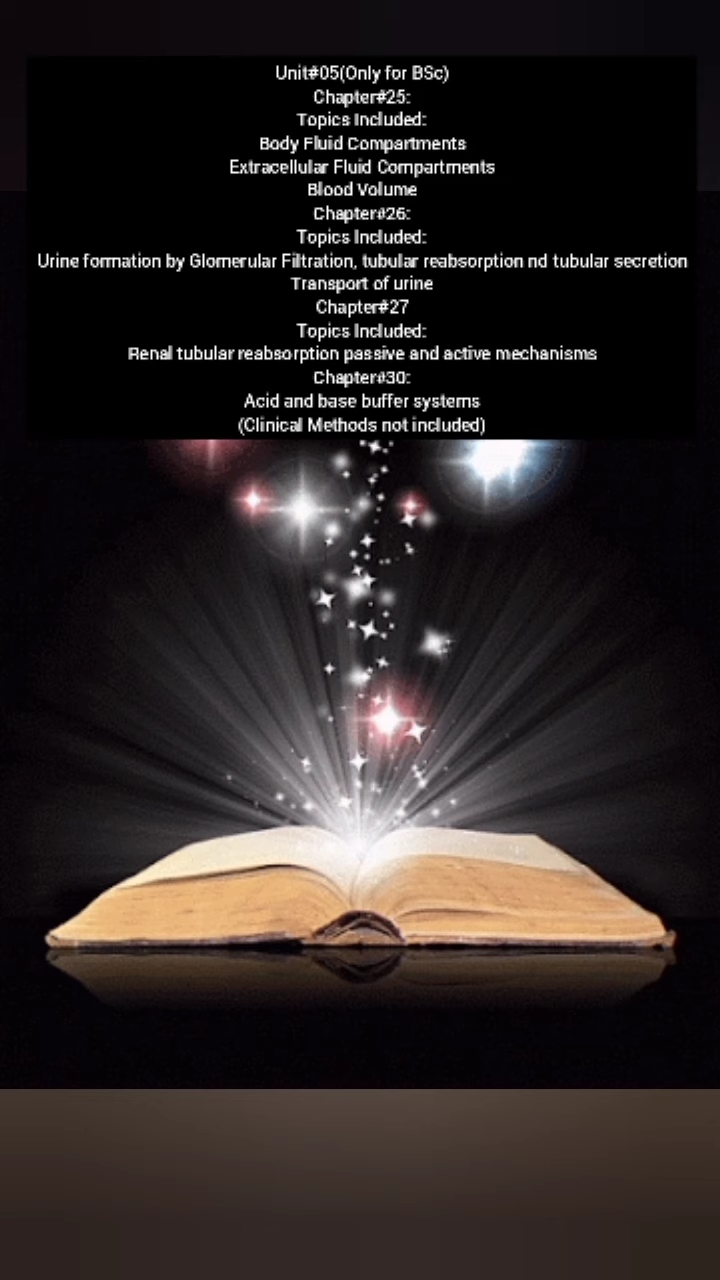 Unit#05(Only for BSc)
Chapter#25:
Topics Included:
Body Fluid Compartments
Extracellular Fluid Compartments
Blood Volume
Chapter#26:
Topics Included:
Urine formation by Glomerular Filtration, tubular reabsorption nd tubular secretion
Transport of urine
Chapter#27
Topics Included:
Renal tubular reabsorption passive and active mechanisms
Chapter#30:
Acid and base buffer systems
(Clinical Methods not included)